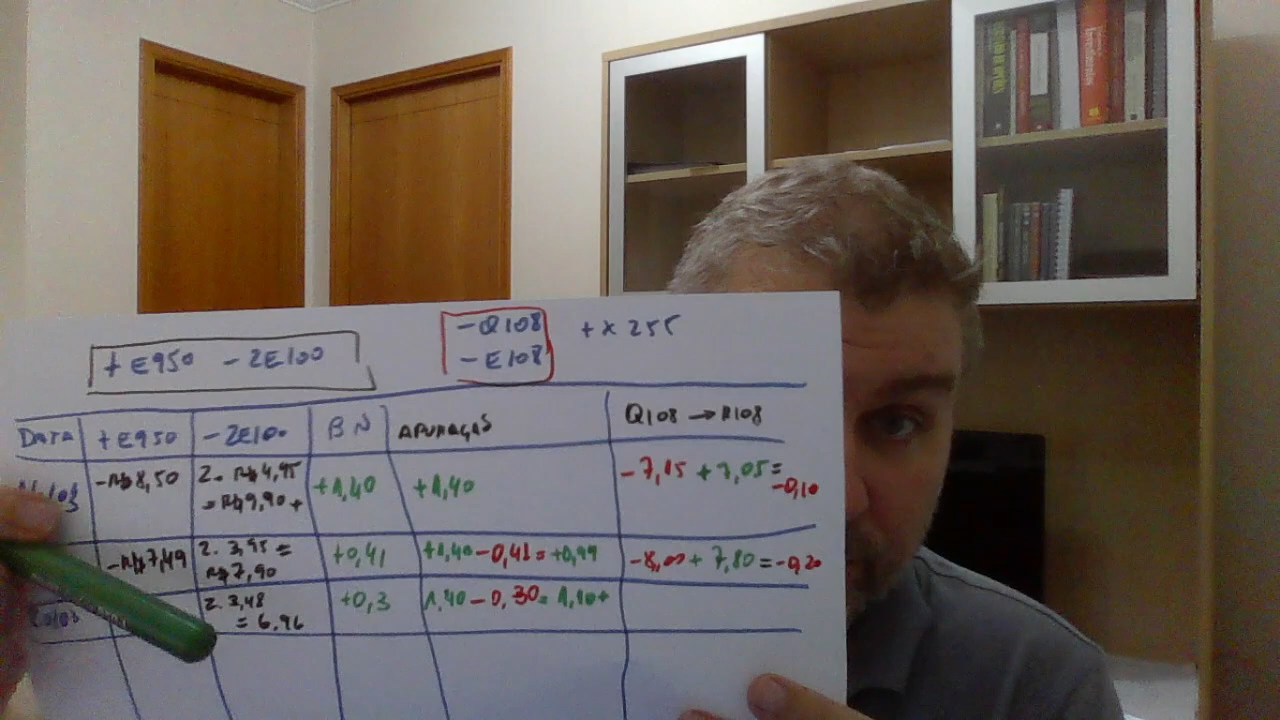 +E950 -2E100
-Q108
-E108
+X255
DATA +E950 -2E100 BN APURAÇÃO Q108 → R108
-R$8,50 2. R$4,95 = R$9,90+ +1,40 +1,40 -7,15 + 7,05= -0,10
-R$7,49 2. 3,95 = R$7,90 +0,41 +1,40-0,41=+0,99 -8,00+7,80=-0,20
2. 3,48 = 6,96 +0,3 1,40-0,30= 1,10+